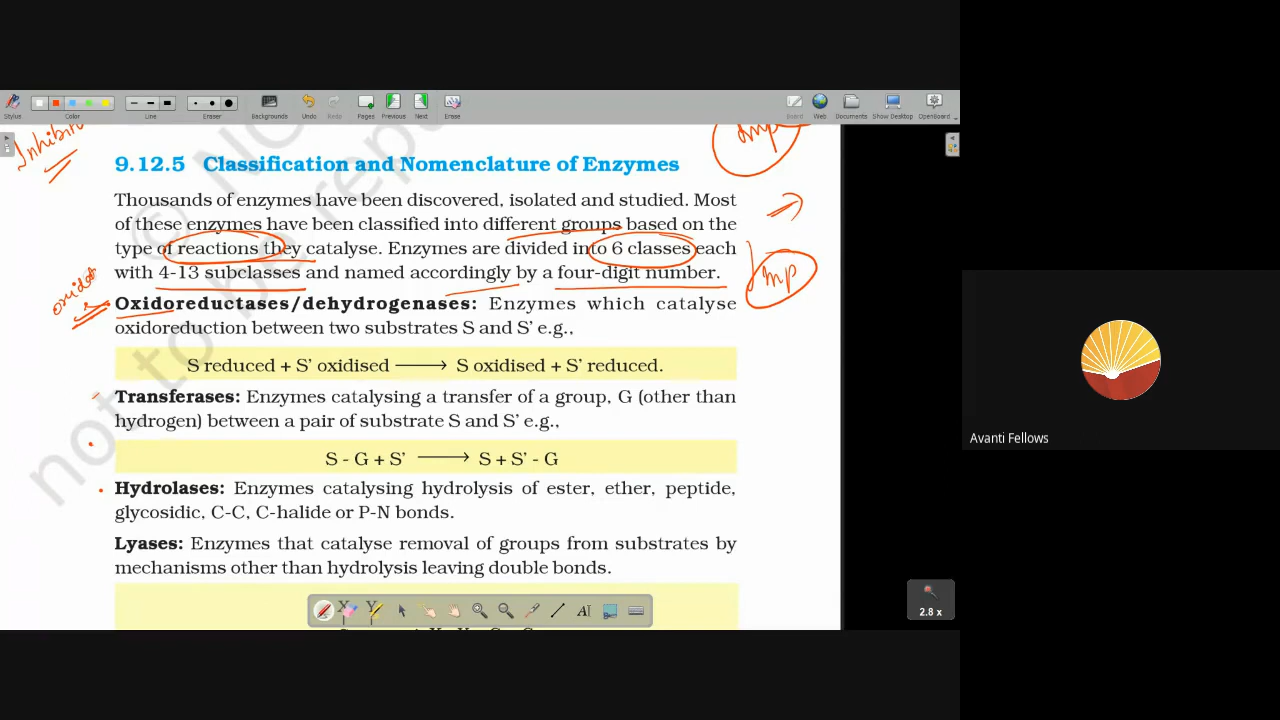 Stylus
Color
Line
Eraser
Backgrounds
Undo
Redo
Pages
Previous
Next
Erase
Board
Web
Documents
Show Desktop
OpenBoard
Imp
9.12.5 Classification and Nomenclature of Enzymes
Thousands of enzymes have been discovered, isolated and studied. Most
of these enzymes have been classified into different groups based on the
type of reactions they catalyse. Enzymes are divided into 6 classes each
with 4-13 subclasses and named accordingly by a four-digit number.
Imp
Oxidoreductases/dehydrogenases: Enzymes which catalyse
oxidoreduction between two substrates S and S’ e.g.,
S reduced + S’ oxidised ⟶ S oxidised + S’ reduced.
Transferases: Enzymes catalysing a transfer of a group, G (other than
hydrogen) between a pair of substrate S and S’ e.g.,
S - G + S’ ⟶ S + S’ - G
Hydrolases: Enzymes catalysing hydrolysis of ester, ether, peptide,
glycosidic, C-C, C-halide or P-N bonds.
Lyases: Enzymes that catalyse removal of groups from substrates by
mechanisms other than hydrolysis leaving double bonds.
X Y
2.8 x
Avanti Fellows
not to be